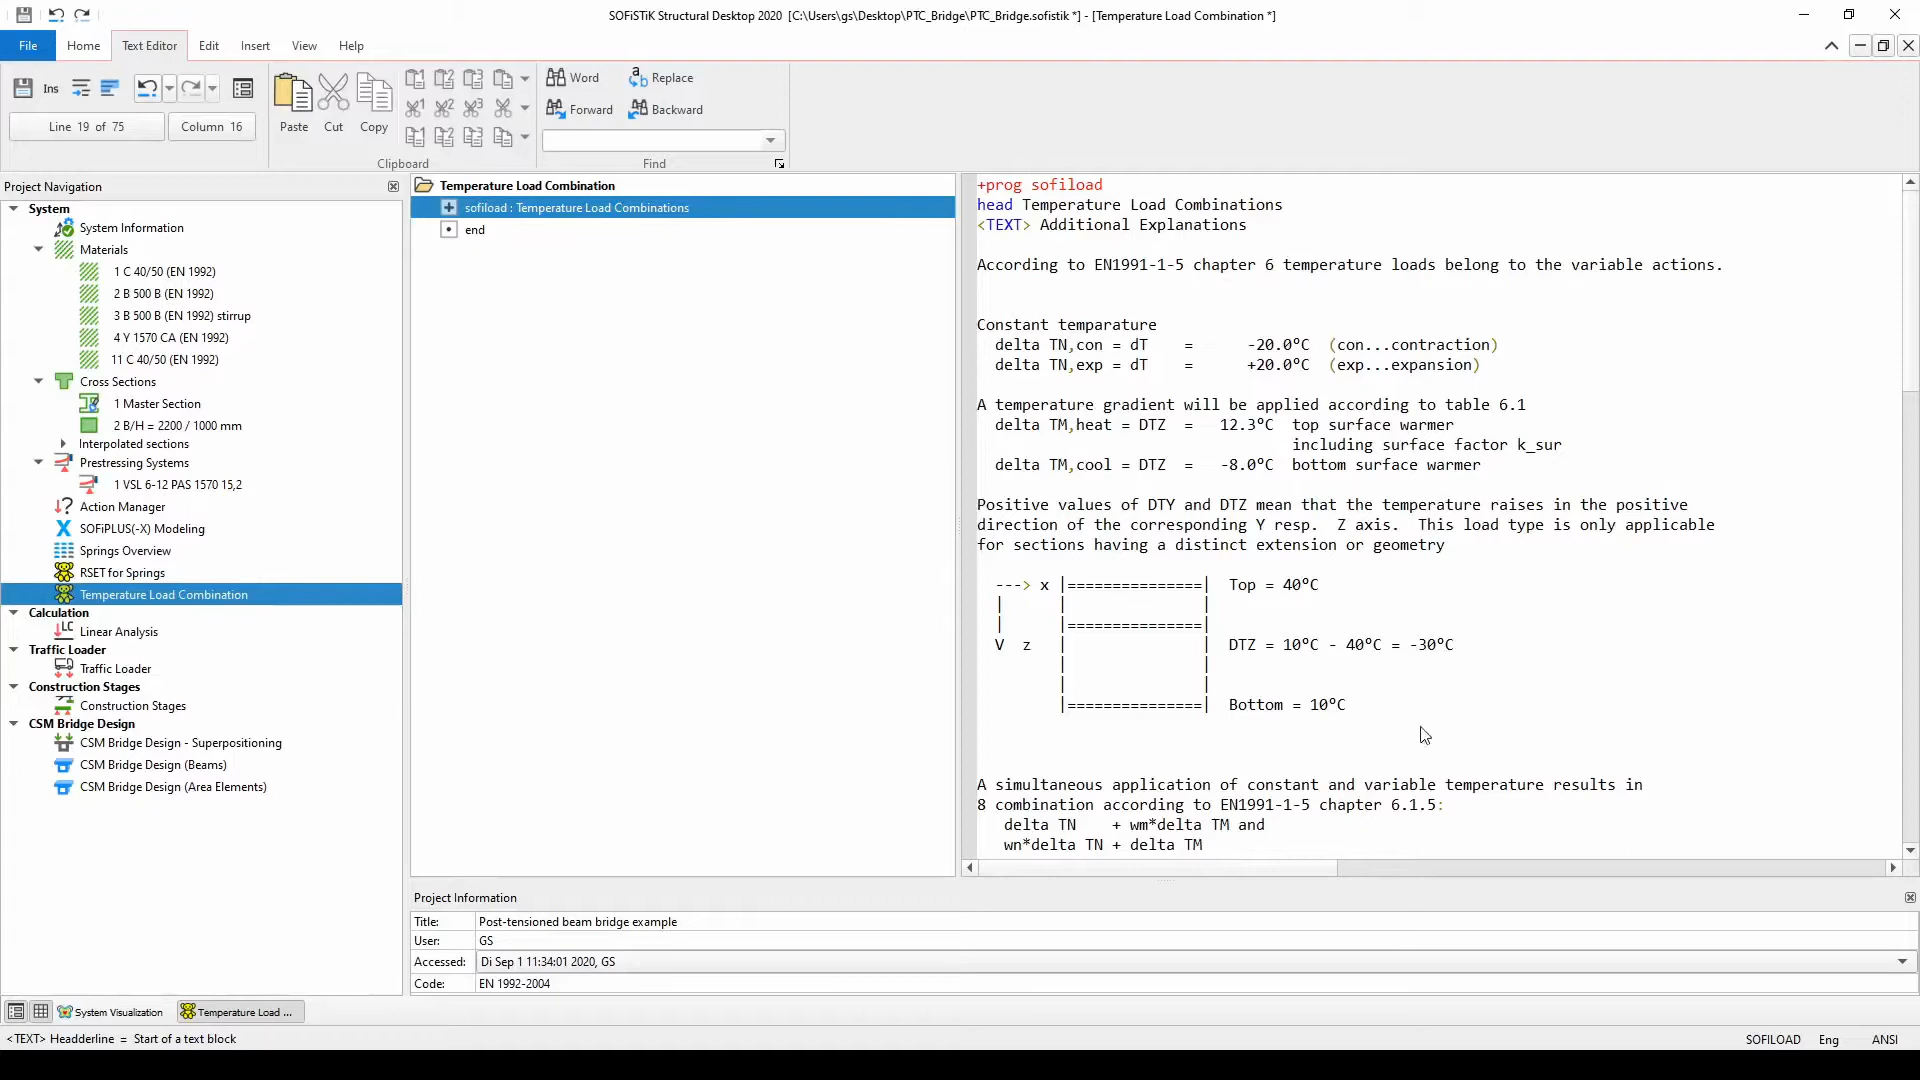 SOFiSTiK Structural Desktop 2020 [C:\Users\gs\Desktop\PTC_Bridge\PTC_Bridge.sofistik *] - [Temperature Load Combination *]
File Home Text Editor Edit Insert View Help
Ins
Line 19 of 75 Column 16
Paste Cut Copy
Word Replace
Forward Backward
Clipboard Find
Project Navigation
System
System Information
Materials
1 C 40/50 (EN 1992)
2 B 500 B (EN 1992)
3 B 500 B (EN 1992) stirrup
4 Y 1570 CA (EN 1992)
11 C 40/50 (EN 1992)
Cross Sections
1 Master Section
2 B/H = 2200 / 1000 mm
Interpolated sections
Prestressing Systems
1 VSL 6-12 PAS 1570 15,2
Action Manager
SOFiPLUS(-X) Modeling
Springs Overview
RSET for Springs
Temperature Load Combination
Calculation
Linear Analysis
Traffic Loader
Traffic Loader
Construction Stages
Construction Stages
CSM Bridge Design
CSM Bridge Design - Superpositioning
CSM Bridge Design (Beams)
CSM Bridge Design (Area Elements)
Temperature Load Combination
sofiload : Temperature Load Combinations
end
+prog sofiload
head Temperature Load Combinations
<TEXT> Additional Explanations
According to EN1991-1-5 chapter 6 temperature loads belong to the variable actions.
Constant temparature
delta TN,con = dT = -20.0ºC (con...contraction)
delta TN,exp = dT = +20.0ºC (exp...expansion)
A temperature gradient will be applied according to table 6.1
delta TM,heat = DTZ = 12.3ºC top surface warmer
including surface factor k_sur
delta TM,cool = DTZ = -8.0ºC bottom surface warmer
Positive values of DTY and DTZ mean that the temperature raises in the positive
direction of the corresponding Y resp. Z axis. This load type is only applicable
for sections having a distinct extension or geometry
---> x |===============| Top = 40ºC
| | |
| |===============|
V z | | DTZ = 10ºC - 40ºC = -30ºC
| |
| |
|===============| Bottom = 10ºC
A simultaneous application of constant and variable temperature results in
8 combination according to EN1991-1-5 chapter 6.1.5:
delta TN + wm*delta TM and
wn*delta TN + delta TM
Project Information
Title: Post-tensioned beam bridge example
User: GS
Accessed: Di Sep 1 11:34:01 2020, GS
Code: EN 1992-2004
System Visualization Temperature Load ...
<TEXT> Headderline = Start of a text block SOFILOAD Eng ANSI